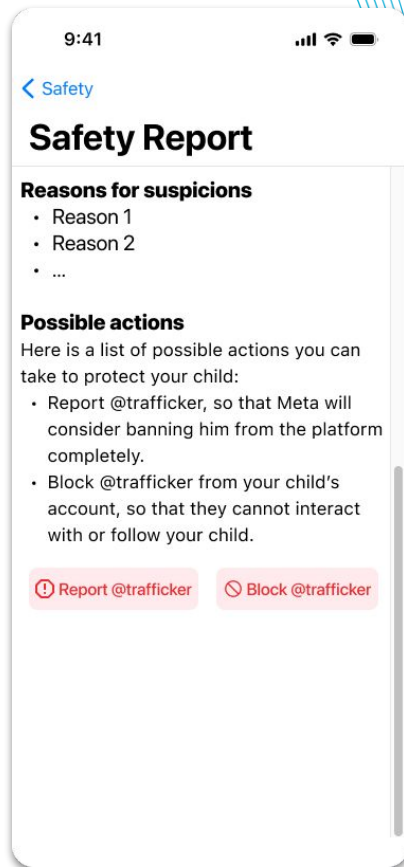 9:41
Safety
Safety Report
Reasons for suspicions
• Reason 1
• Reason 2
• ...
Possible actions
Here is a list of possible actions you can
take to protect your child:
• Report @trafficker, so that Meta will
consider banning him from the platform
completely.
• Block @trafficker from your child’s
account, so that they cannot interact
with or follow your child.
Report @trafficker
Block @trafficker